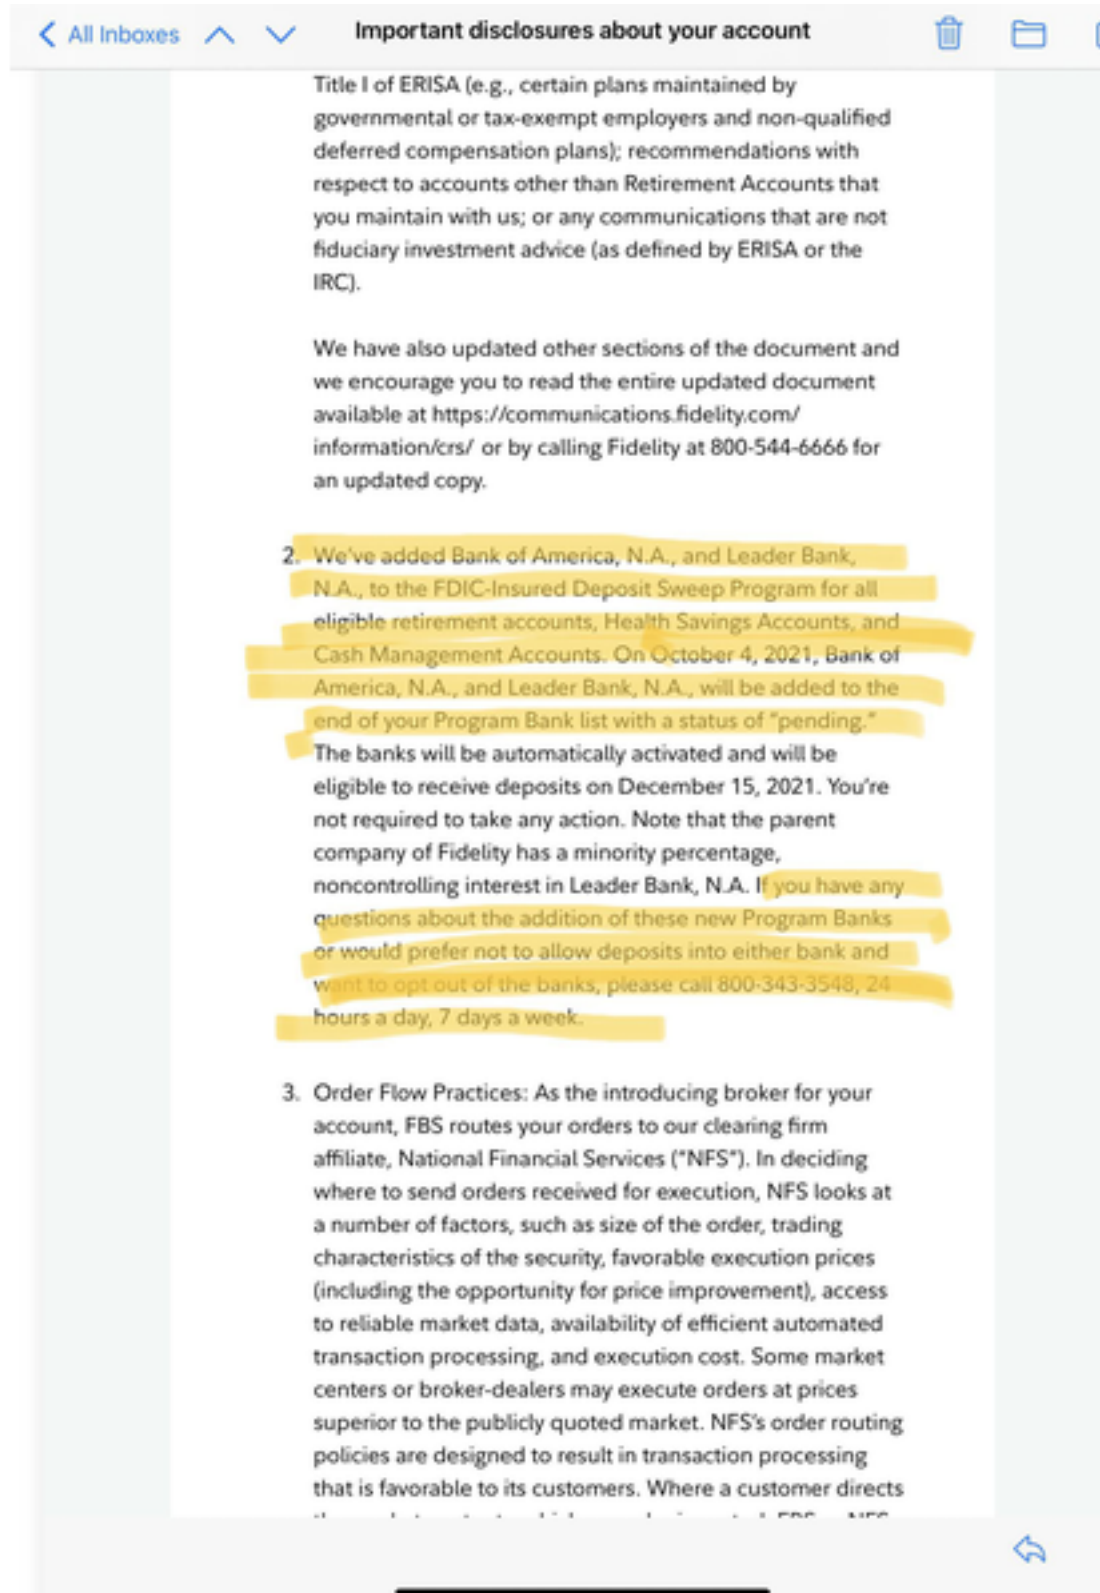 All Inboxes
Important disclosures about your account
Title I of ERISA (e.g., certain plans maintained by
governmental or tax-exempt employers and non-qualified
deferred compensation plans); recommendations with
respect to accounts other than Retirement Accounts that
you maintain with us; or any communications that are not
fiduciary investment advice (as defined by ERISA or the
IRC).
We have also updated other sections of the document and
we encourage you to read the entire updated document
available at https://communications.fidelity.com/
information/crs/ or by calling Fidelity at 800-544-6666 for
an updated copy.
2. We've added Bank of America, N.A., and Leader Bank,
N.A., to the FDIC-Insured Deposit Sweep Program for all
eligible retirement accounts, Health Savings Accounts, and
Cash Management Accounts. On October 4, 2021, Bank of
America, N.A., and Leader Bank, N.A., will be added to the
end of your Program Bank list with a status of "pending."
The banks will be automatically activated and will be
eligible to receive deposits on December 15, 2021. You're
not required to take any action. Note that the parent
company of Fidelity has a minority percentage,
noncontrolling interest in Leader Bank, N.A. If you have any
questions about the addition of these new Program Banks
or would prefer not to allow deposits into either bank and
want to opt out of the banks, please call 800-343-3548, 24
hours a day, 7 days a week.
3. Order Flow Practices: As the introducing broker for your
account, FBS routes your orders to our clearing firm
affiliate, National Financial Services ("NFS"). In deciding
where to send orders received for execution, NFS looks at
a number of factors, such as size of the order, trading
characteristics of the security, favorable execution prices
(including the opportunity for price improvement), access
to reliable market data, availability of efficient automated
transaction processing, and execution cost. Some market
centers or broker-dealers may execute orders at prices
superior to the publicly quoted market. NFS's order routing
policies are designed to result in transaction processing
that is favorable to its customers. Where a customer directs